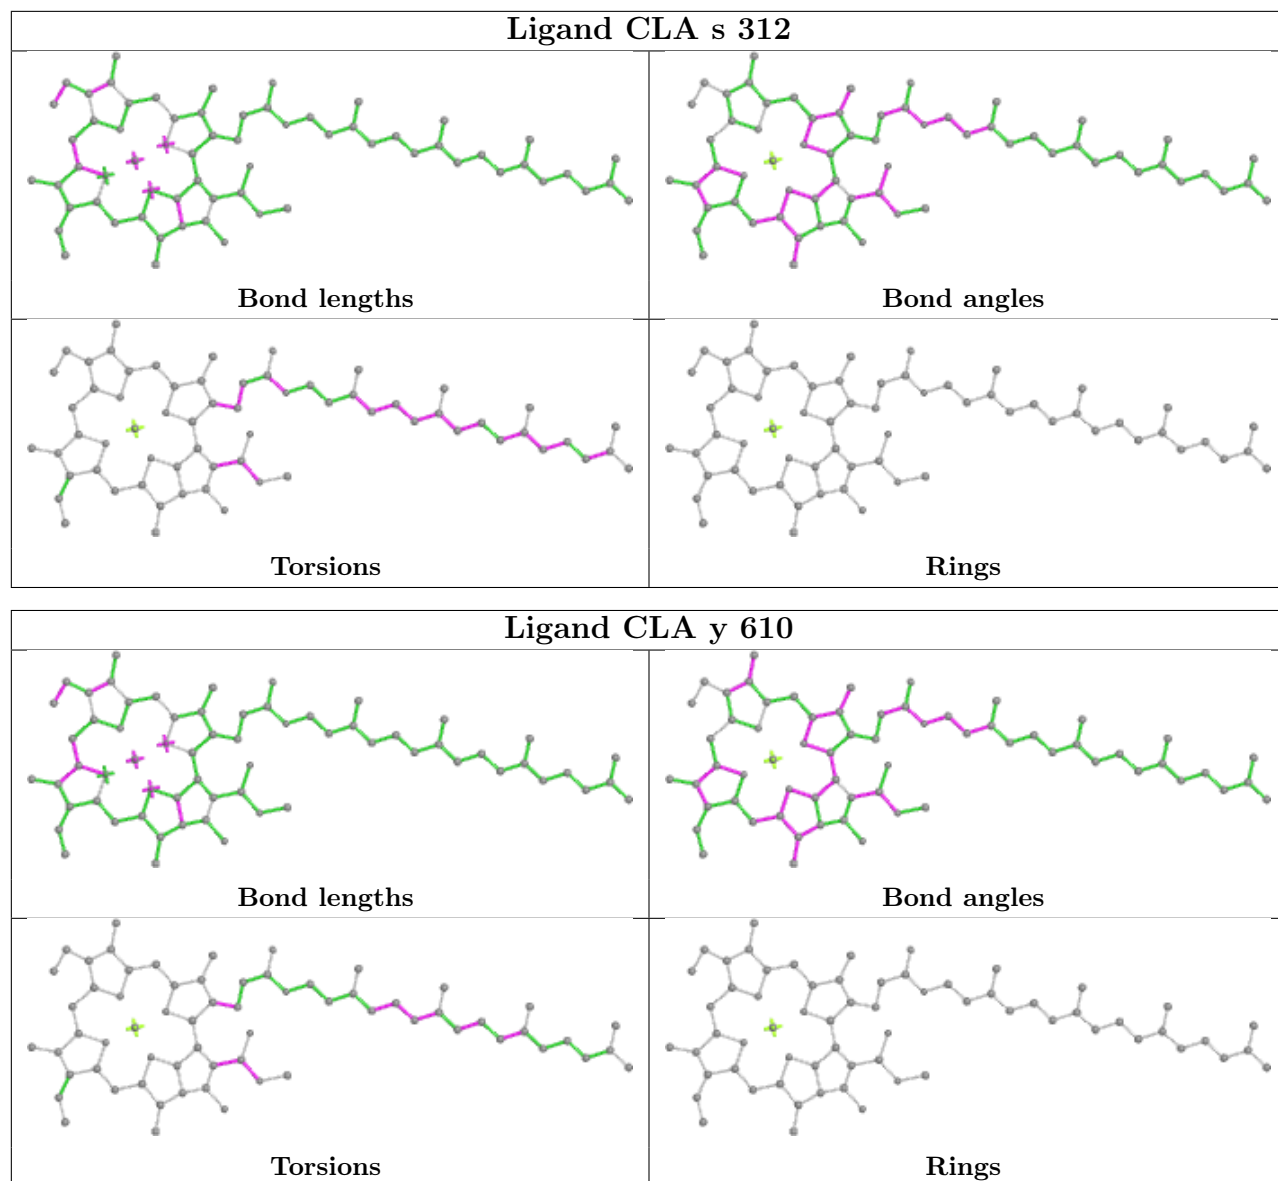 Ligand CLA s 312
Bond lengths
Bond angles
Torsions
Rings
Ligand CLA y 610
Bond lengths
Bond angles
Torsions
Rings